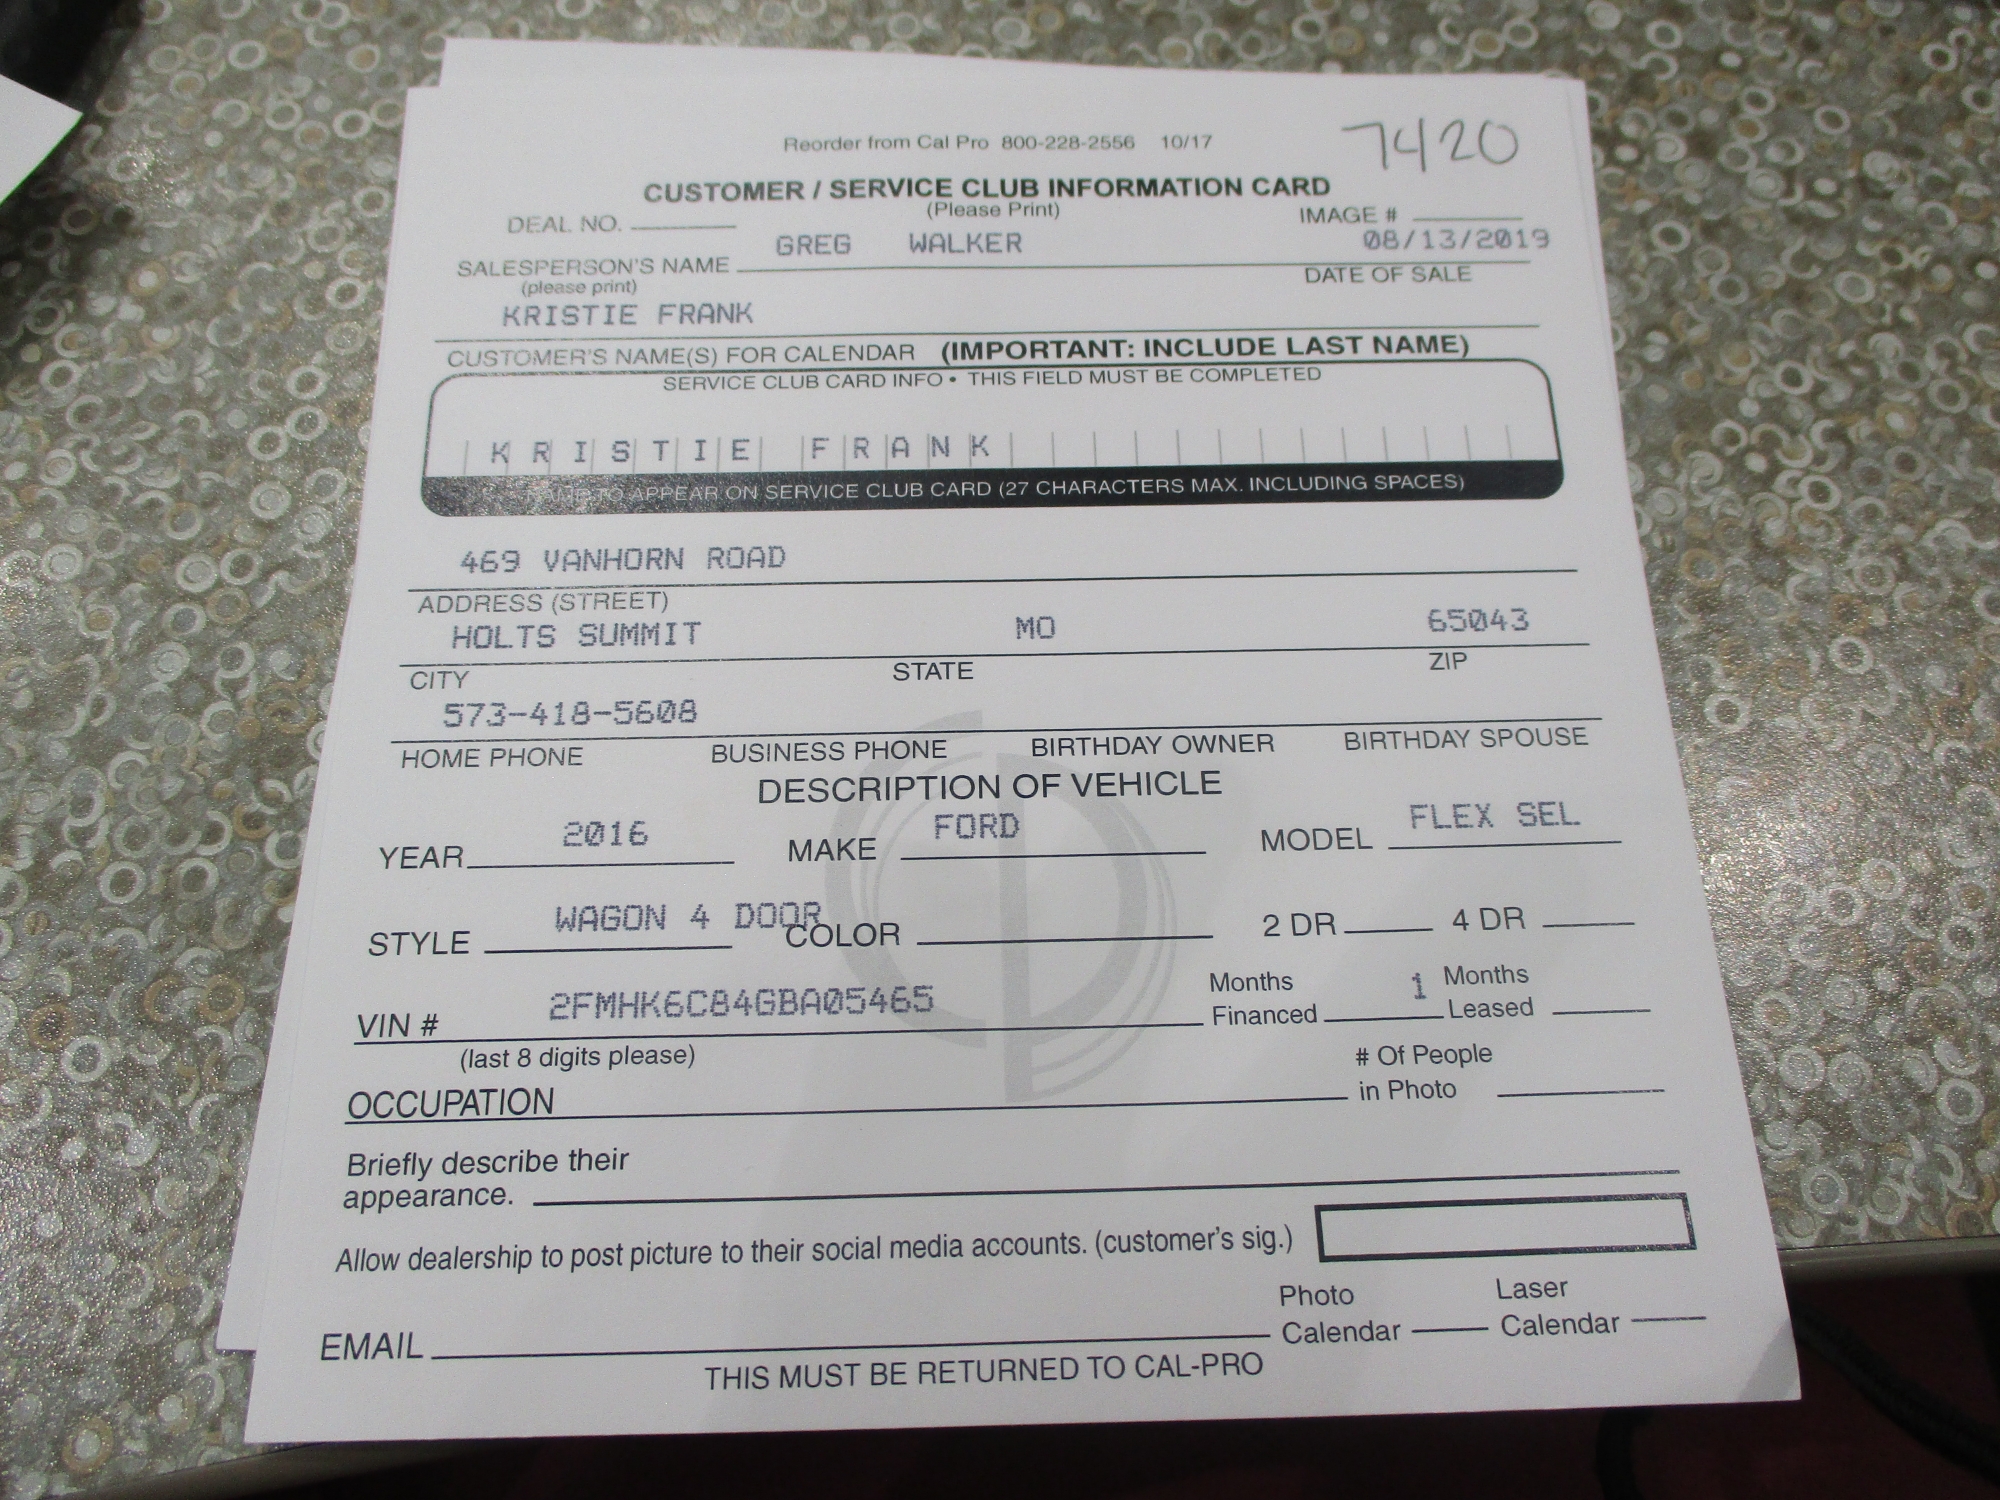 7420
Reorder from Cal Pro 800-228-2556 10/17
CUSTOMER / SERVICE CLUB INFORMATION CARD
(Please Print)
DEAL NO.
IMAGE #
GREG WALKER
08/13/2019
SALESPERSON'S NAME
DATE OF SALE
(please print)
KRISTIE FRANK
CUSTOMER'S NAME(S) FOR CALENDAR (IMPORTANT: INCLUDE LAST NAME)
SERVICE CLUB CARD INFO • THIS FIELD MUST BE COMPLETED
KRISTIE FRANK
NAME TO APPEAR ON SERVICE CLUB CARD (27 CHARACTERS MAX. INCLUDING SPACES)
469 VANHORN ROAD
ADDRESS (STREET)
HOLTS SUMMIT MO 65043
CITY STATE ZIP
573-418-5608
HOME PHONE BUSINESS PHONE BIRTHDAY OWNER BIRTHDAY SPOUSE
DESCRIPTION OF VEHICLE
YEAR 2016 MAKE FORD MODEL FLEX SEL
STYLE WAGON 4 DOOR COLOR 2 DR 4 DR
VIN # 2FMHK6C84GBA05465 Months Financed 1 Months Leased
(last 8 digits please)
OCCUPATION # Of People in Photo
Briefly describe their
appearance.
Allow dealership to post picture to their social media accounts. (customer's sig.)
EMAIL Photo Calendar Laser Calendar
THIS MUST BE RETURNED TO CAL-PRO